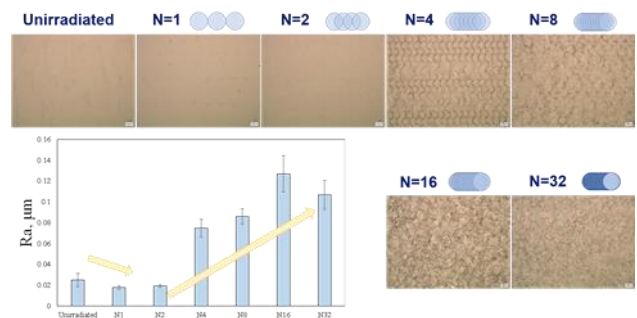 Unirradiated
N=1
N=2
N=4
N=8
0.16
0.14
0.12
0.1
0.08
0.06
0.04
0.02
0
Ra, μm
Unirradiated N1 N2 N4 N8 N16 N32
N=16
N=32